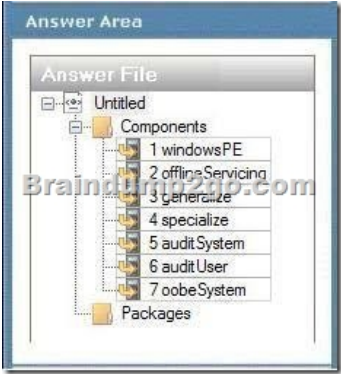 Answer Area
Answer File
Untitled
Components
1 windowsPE
2 offlineServicing
Braindump2go.com
3 generalize
4 specialize
5 auditSystem
6 auditUser
7 oobeSystem
Packages